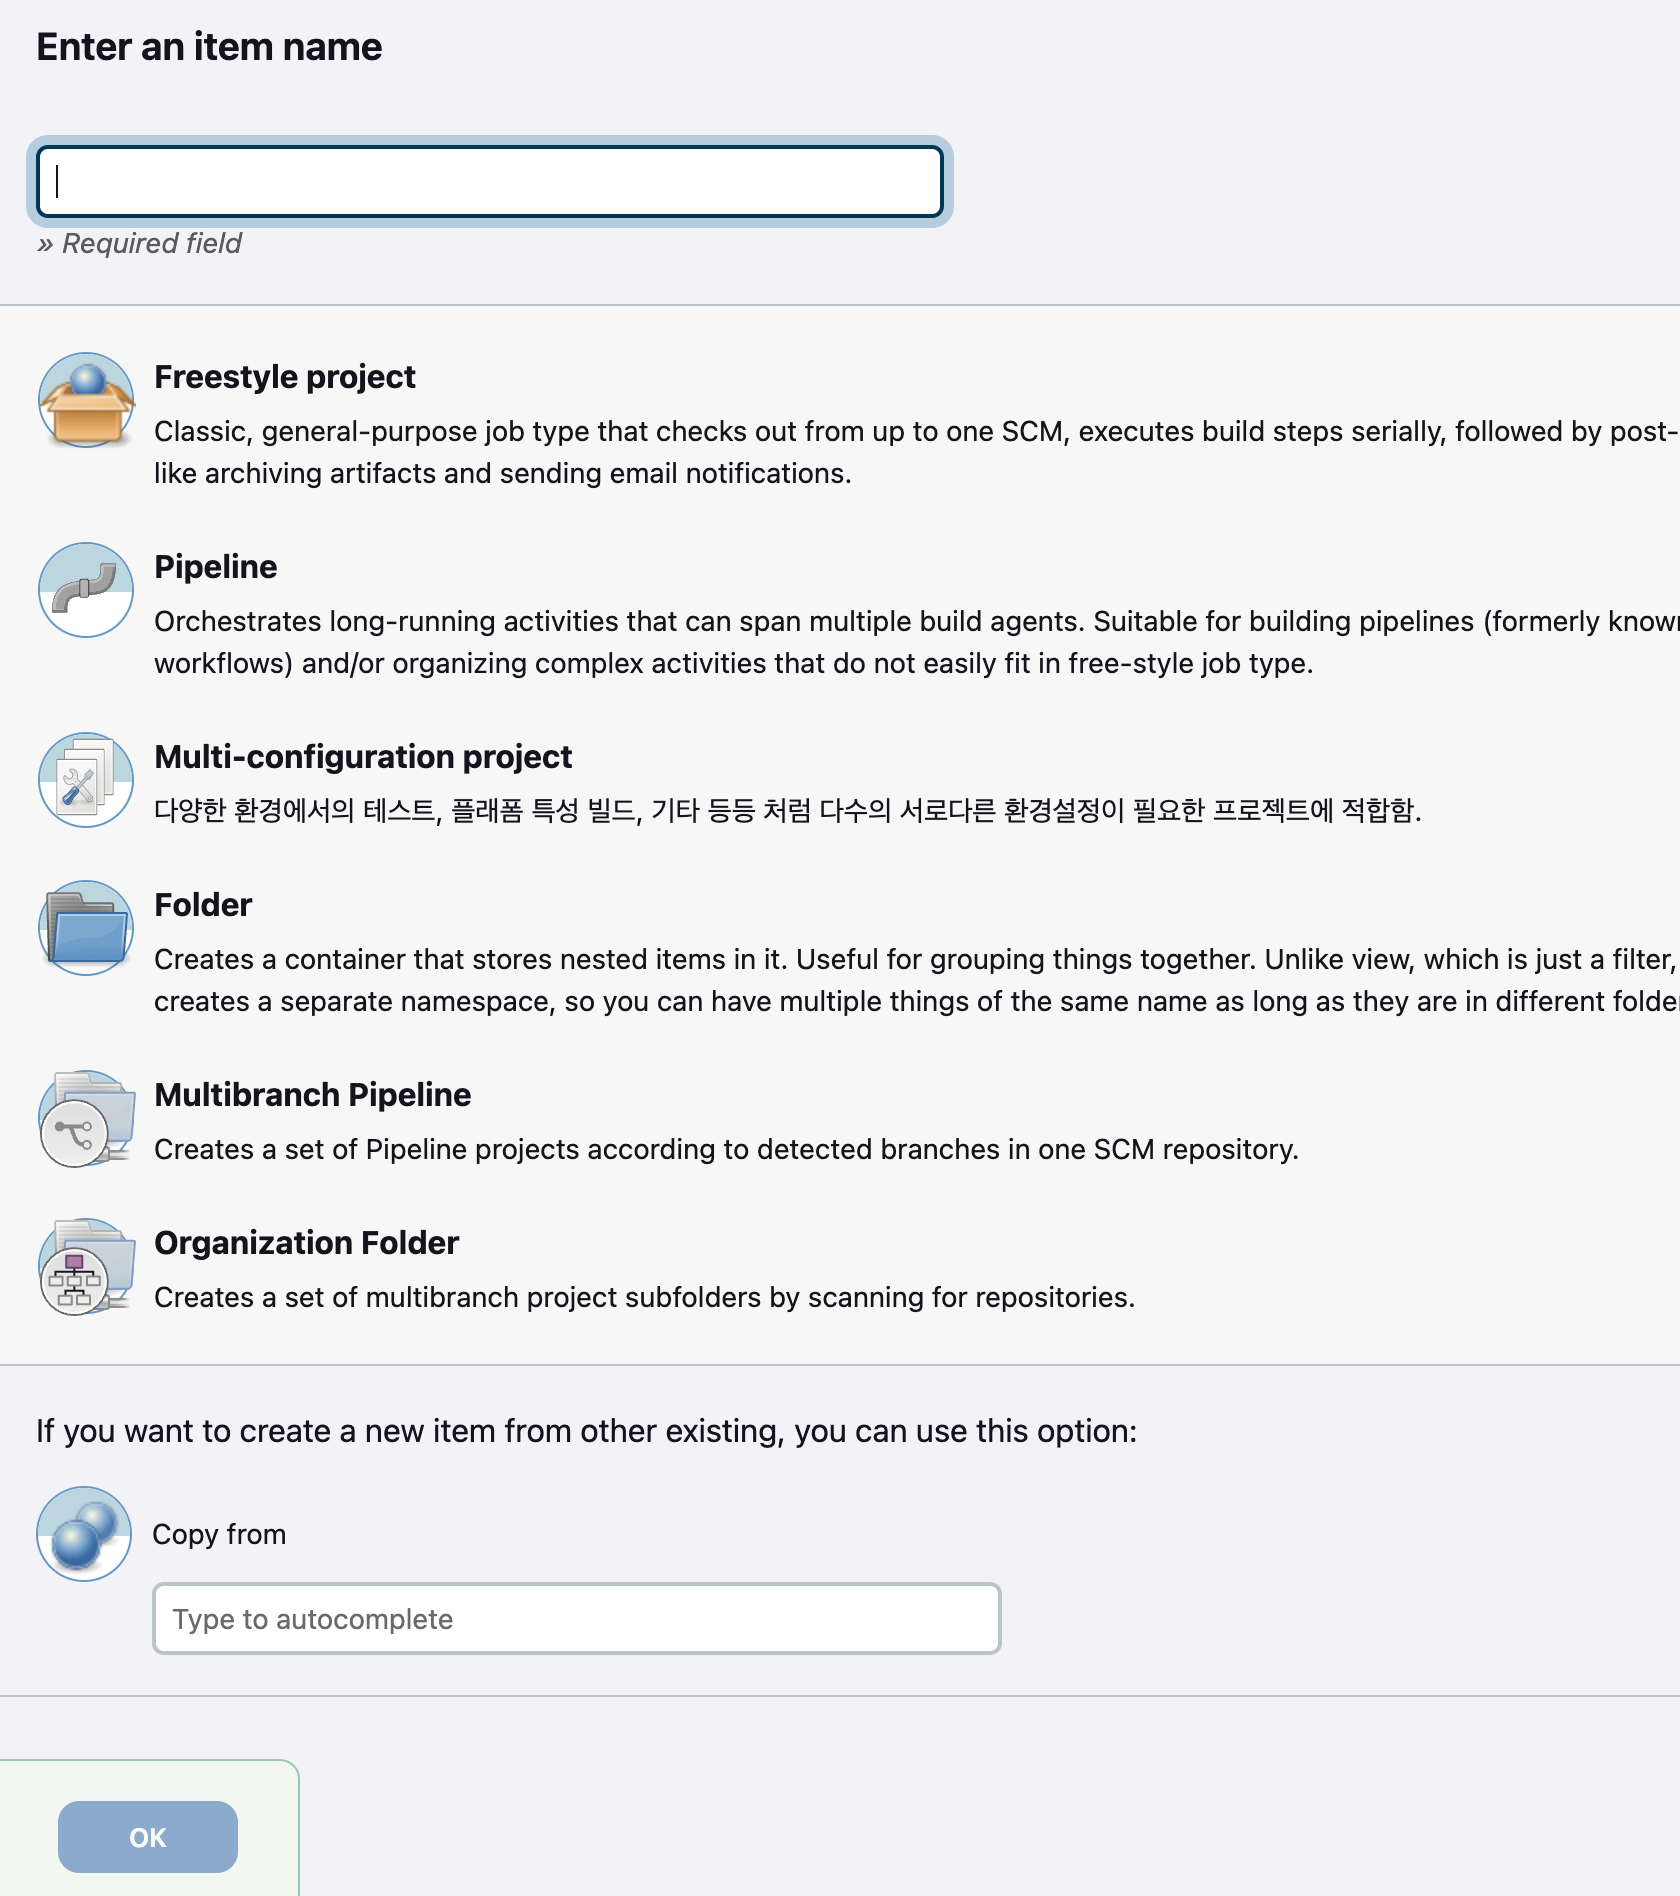 Enter an item name
» Required field
Freestyle project
Classic, general-purpose job type that checks out from up to one SCM, executes build steps serially, followed by post-
like archiving artifacts and sending email notifications.
Pipeline
Orchestrates long-running activities that can span multiple build agents. Suitable for building pipelines (formerly
workflows) and/or organizing complex activities that do not easily fit in free-style job type.
Multi-configuration project
다양한 환경에서의 테스트, 플래폼 특성 빌드, 기타 등등 처럼 다수의 서로다른 환경설정이 필요한 프로젝트에 적합함.
Folder
Creates a container that stores nested items in it. Useful for grouping things together. Unlike view, which is just a filter,
creates a separate namespace, so you can have multiple things of the same name as long as they are in different
Multibranch Pipeline
Creates a set of Pipeline projects according to detected branches in one SCM repository.
Organization Folder
Creates a set of multibranch project subfolders by scanning for repositories.
If you want to create a new item from other existing, you can use this option:
Copy from
Type to autocomplete
OK